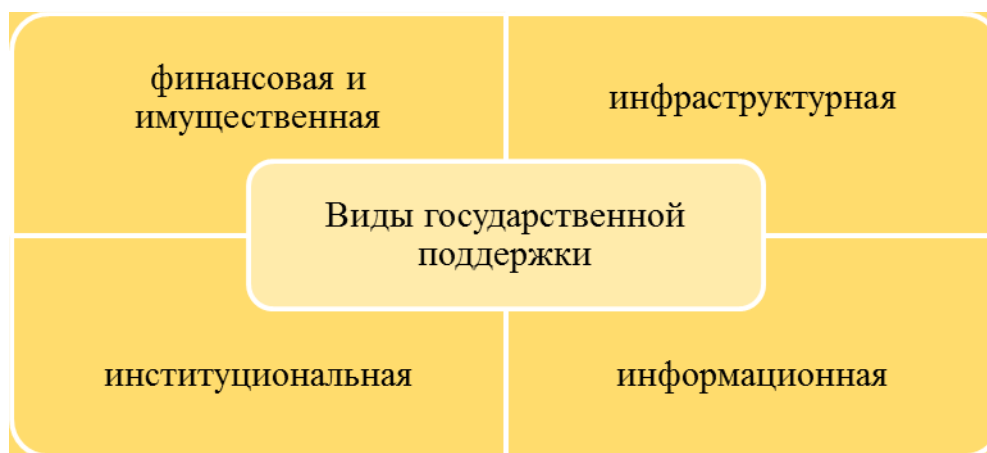 финансовая и
имущественная
инфраструктурная
Виды государственной
поддержки
институциональная
информационная